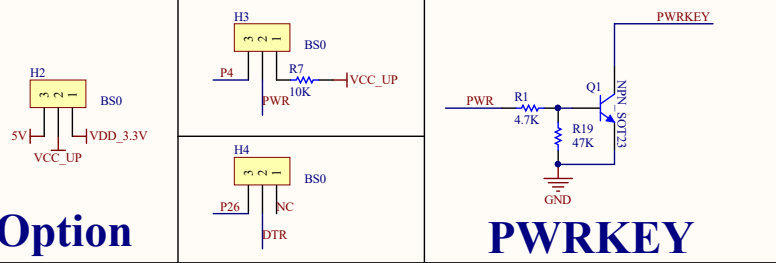 H2
3 2 1
BS0
5V
VDD_3.3V
VCC_UP
Option
H3
3 2 1
BS0
P4
R7
10K
VCC_UP
PWR
H4
3 2 1
BS0
P26
NC
DTR
PWRKEY
PWR
R1
4.7K
Q1
NPN_SOT23
R19
47K
GND
PWRKEY